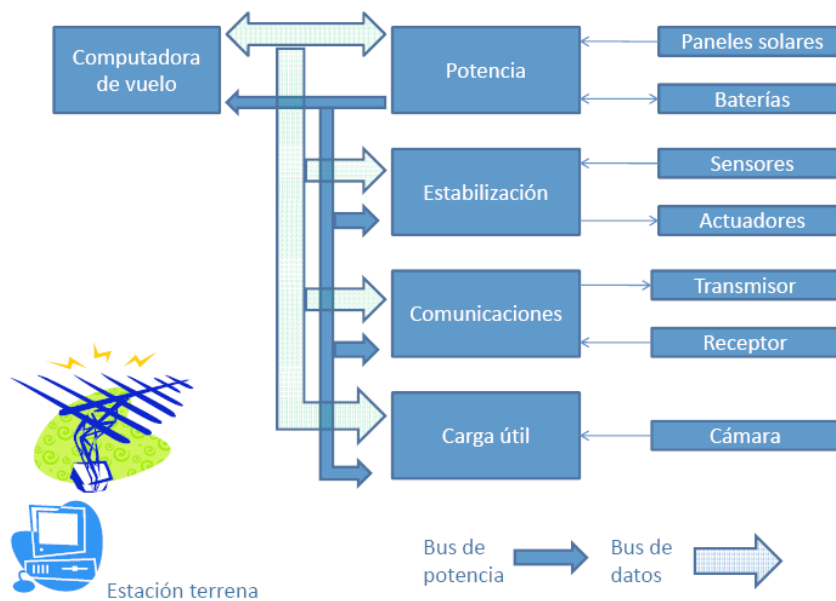 Computadora
de vuelo
Potencia
Paneles solares
Baterías
Estabilización
Sensores
Actuadores
Comunicaciones
Transmisor
Receptor
Carga útil
Cámara
Estación terrena
Bus de
potencia
Bus de
datos